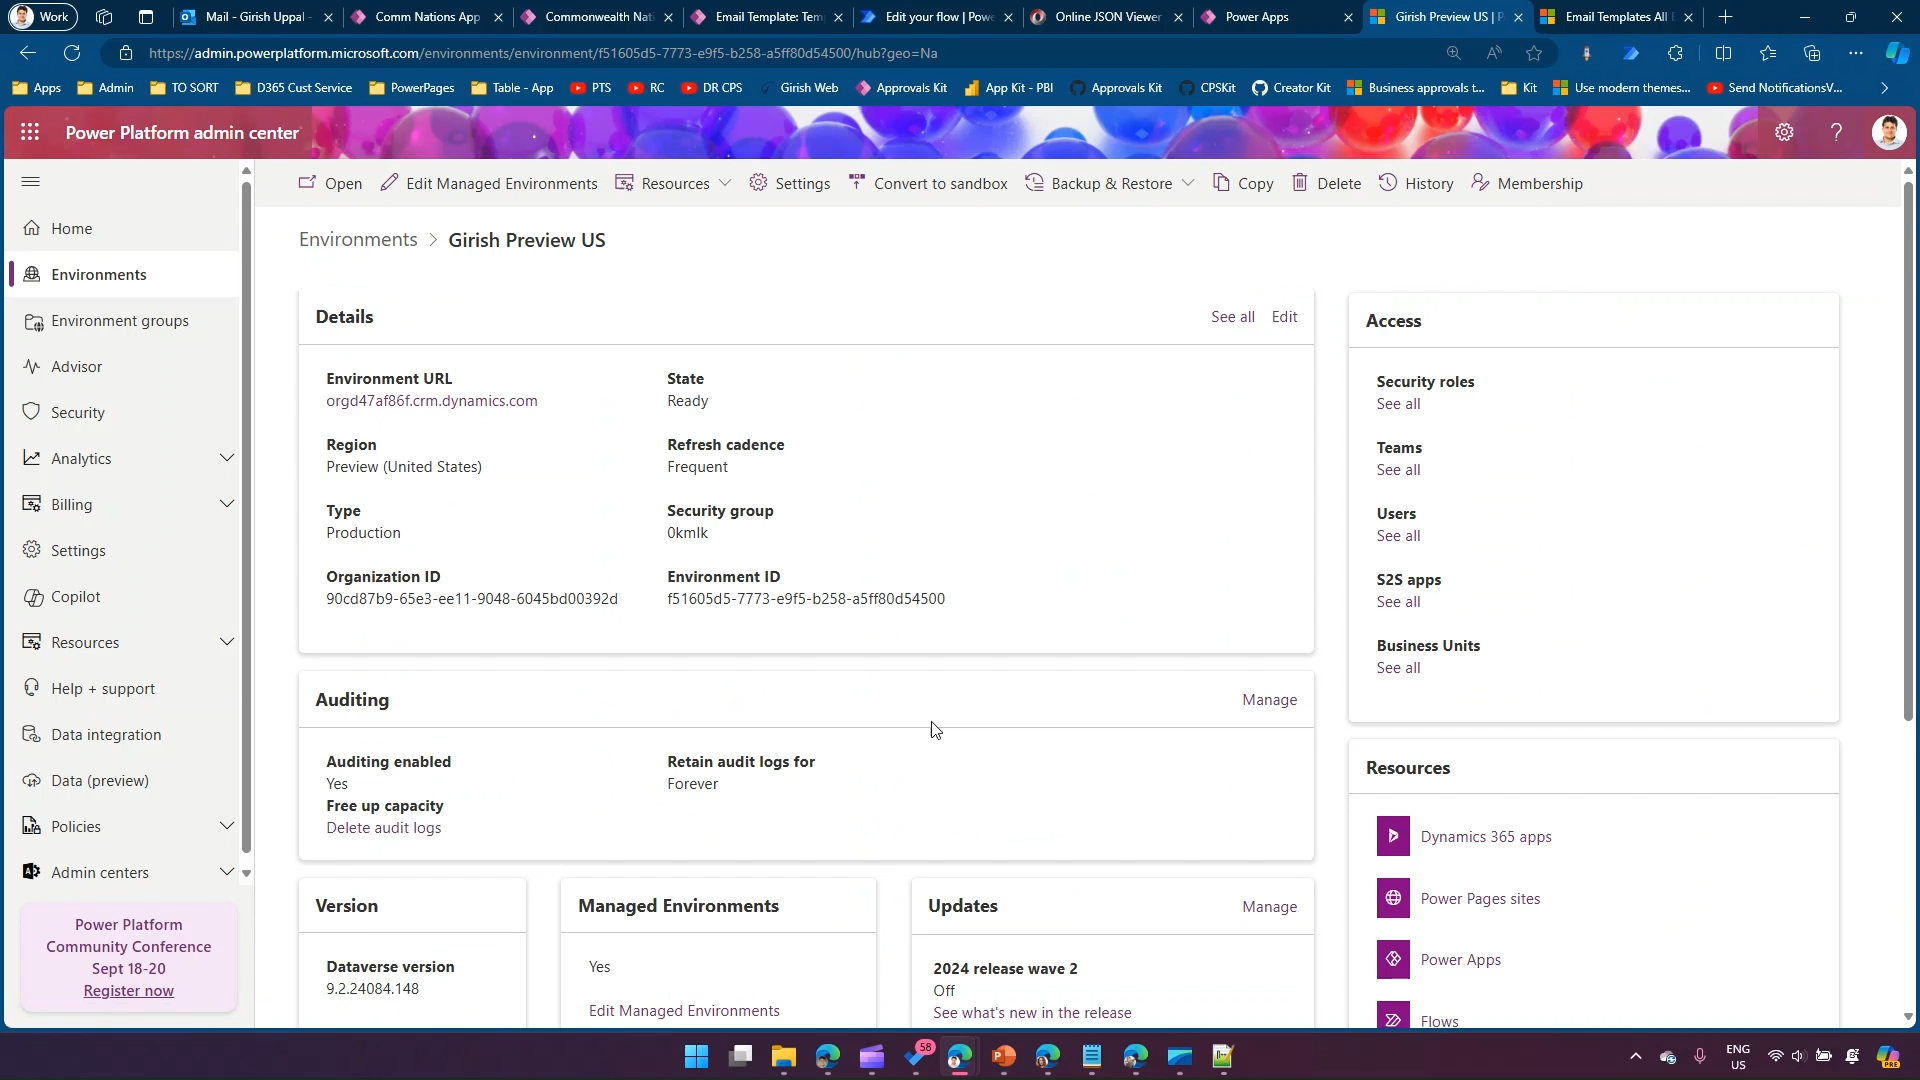 Work
Mail - Girish Uppal -
Comm Nations App
Commonwealth Nati
Email Template: Tem
Edit your flow | Powe
Online JSON Viewer
Power Apps
Girish Preview US | P
Email Templates All E
https://admin.powerplatform.microsoft.com/environments/environment/f51605d5-7773-e9f5-b258-a5ff80d54500/hub?geo=Na
Apps
Admin
TO SORT
D365 Cust Service
PowerPages
Table - App
PTS
RC
DR CPS
Girish Web
Approvals Kit
App Kit - PBI
Approvals Kit
CPSKit
Creator Kit
Business approvals t...
Kit
Use modern themes...
Send NotificationsV...
Power Platform admin center
Open
Edit Managed Environments
Resources
Settings
Convert to sandbox
Backup & Restore
Copy
Delete
History
Membership
Home
Environments
Environment groups
Advisor
Security
Analytics
Billing
Settings
Copilot
Resources
Help + support
Data integration
Data (preview)
Policies
Admin centers
Power Platform
Community Conference
Sept 18-20
Register now
Environments > Girish Preview US
Details
See all
Edit
Environment URL
orgd47af86f.crm.dynamics.com
State
Ready
Region
Preview (United States)
Refresh cadence
Frequent
Type
Production
Security group
0kmlk
Organization ID
90cd87b9-65e3-ee11-9048-6045bd00392d
Environment ID
f51605d5-7773-e9f5-b258-a5ff80d54500
Auditing
Manage
Auditing enabled
Yes
Retain audit logs for
Forever
Free up capacity
Delete audit logs
Version
Dataverse version
9.2.24084.148
Managed Environments
Yes
Edit Managed Environments
Updates
Manage
2024 release wave 2
Off
See what's new in the release
Access
Security roles
See all
Teams
See all
Users
See all
S2S apps
See all
Business Units
See all
Resources
Dynamics 365 apps
Power Pages sites
Power Apps
Flows
58
ENG
US
PRE